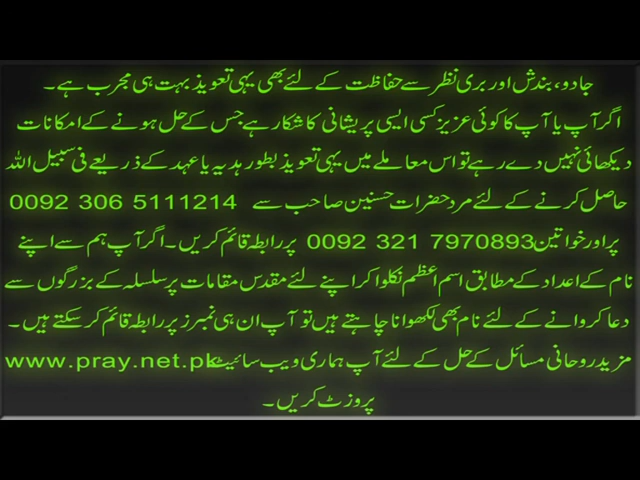 جادو، بندش اور بری نظر سے حفاظت کے لئے بھی یہی تعویذ بہت ہی مجرب ہے۔
اگر آپ یا آپ کا کوئی عزیز کسی ایسی پریشانی کا شکار ہے جس کے حل ہونے کے امکانات
دیکھائی نہیں دے رہے تو اس معاملے میں یہی تعویذ بطور ہدیہ یا عہد کے ذریعے فی سبیل اللہ
حاصل کرنے کے لئے مرد حضرات حسنین صاحب سے 0092 306 5111214
پر اور خواتین 0092 321 7970893 پر رابطہ قائم کریں۔ اگر آپ ہم سے اپنے
نام کے اعداد کے مطابق اسم اعظم نکلوا کر اپنے لئے مقدس مقامات پر سلسلہ کے بزرگوں سے
دعا کروانے کے لئے نام بھی لکھوانا چاہتے ہیں تو آپ ان ہی نمبرز پر رابطہ قائم کر سکتے ہیں۔
مزید روحانی مسائل کے حل کے لئے آپ ہماری ویب سائیٹ www.pray.net.pk
پر وزٹ کریں۔